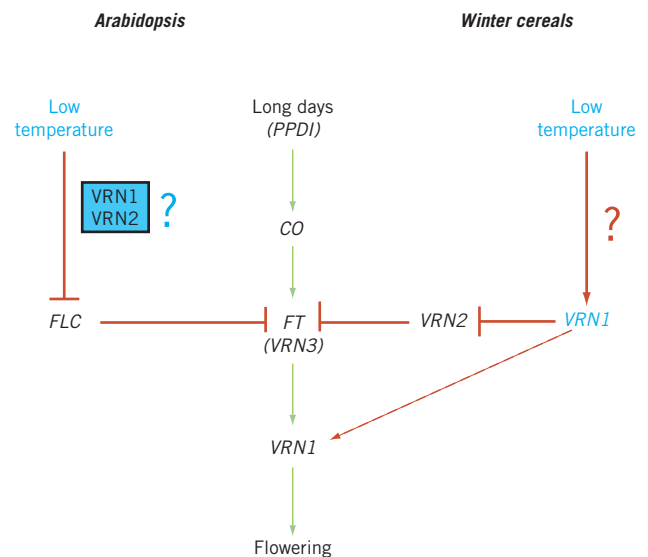 Arabidopsis
Winter cereals
Low
temperature
Long days
(PPDI)
Low
temperature
VRN1
VRN2
?
?
CO
FLC
FT
(VRN3)
VRN2
VRN1
VRN1
Flowering